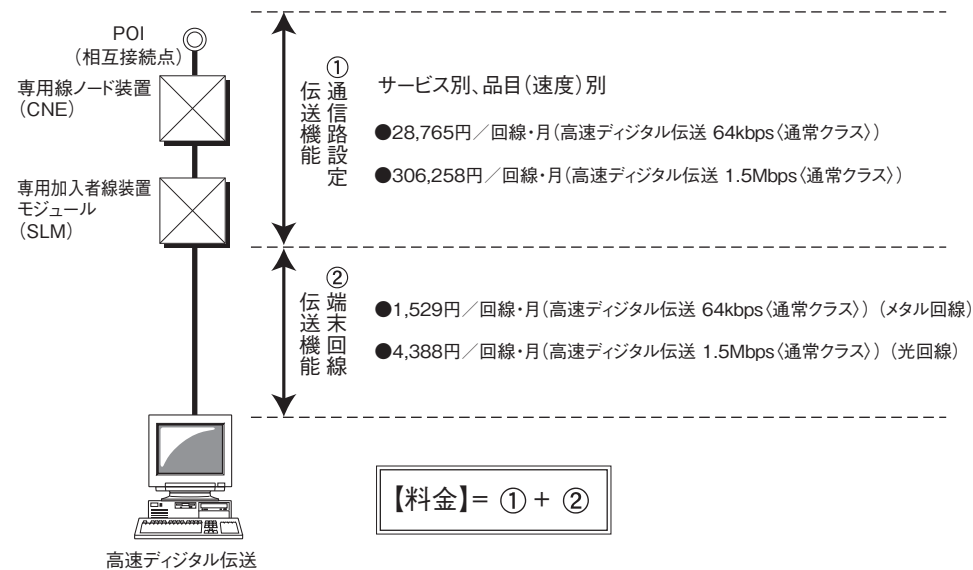 POI
（相互接続点）
専用線ノード装置
（CNE）
専用加入者線装置
モジュール
（SLM）
①通信路設定
伝送機能
サービス別、品目（速度）別
●28,765円／回線・月（高速ディジタル伝送 64kbps〈通常クラス〉）
●306,258円／回線・月（高速ディジタル伝送 1.5Mbps〈通常クラス〉）
②端末回線
伝送機能
●1,529円／回線・月（高速ディジタル伝送 64kbps〈通常クラス〉）（メタル回線）
●4,388円／回線・月（高速ディジタル伝送 1.5Mbps〈通常クラス〉）（光回線）
【料金】= ① + ②
高速ディジタル伝送